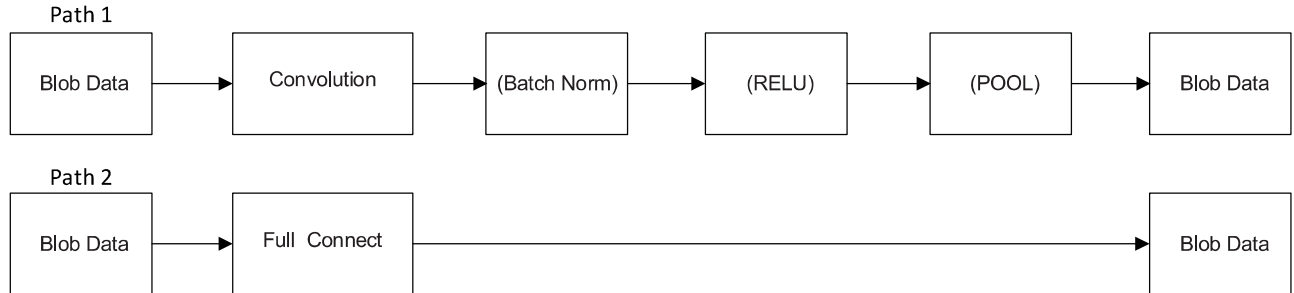 Path 1
Blob Data
Convolution
(Batch Norm)
(RELU)
(POOL)
Blob Data
Path 2
Blob Data
Full Connect
Blob Data